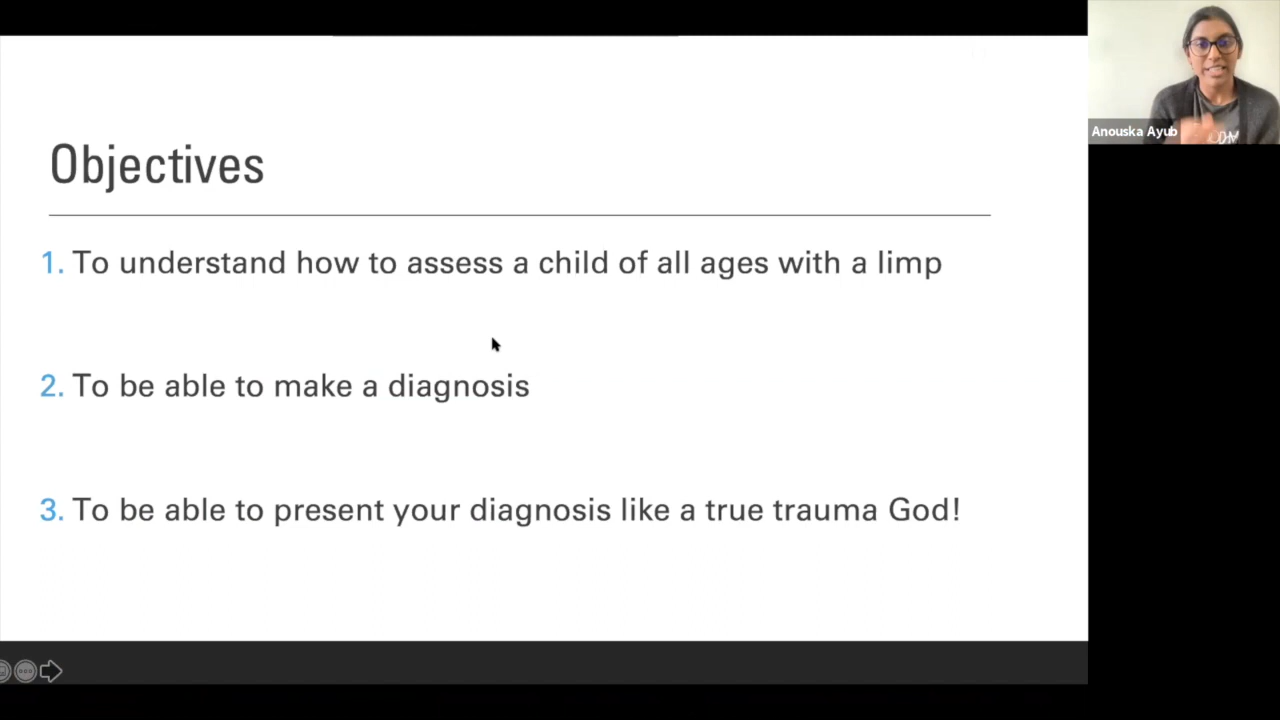 Objectives
1. To understand how to assess a child of all ages with a limp
2. To be able to make a diagnosis
3. To be able to present your diagnosis like a true trauma God!
Anouska Ayub